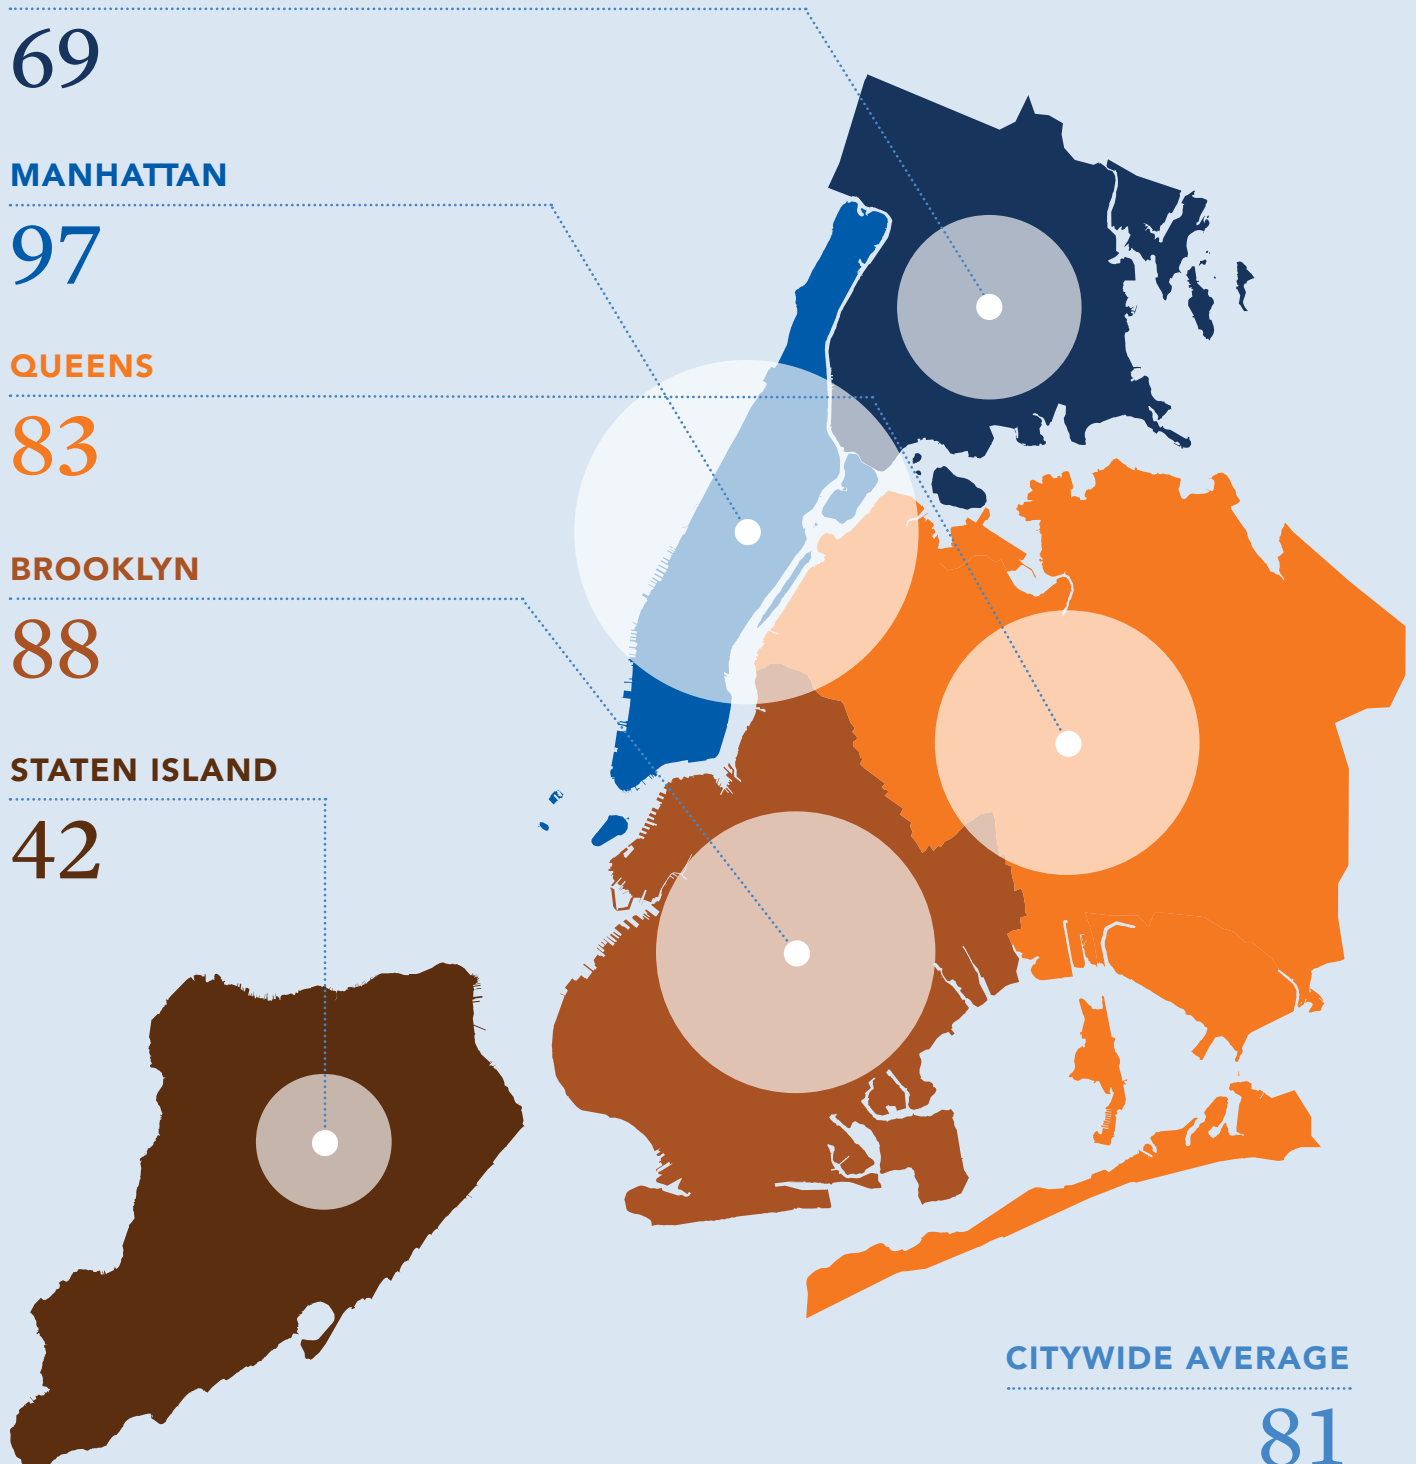 69
MANHATTAN
97
QUEENS
83
BROOKLYN
88
STATEN ISLAND
42
CITYWIDE AVERAGE
81